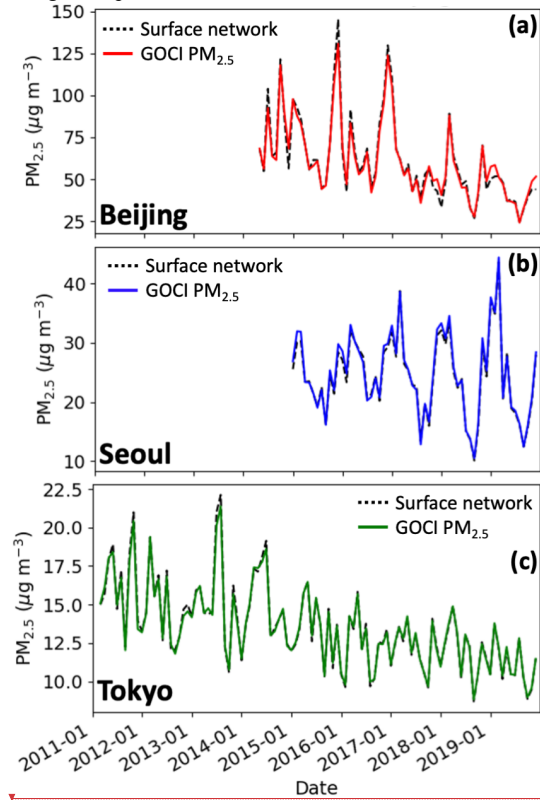 150
(a)
Surface network
GOCI PM2.5
125
100
PM2.5 (μg m−3)
75
50
25
Beijing
(b)
Surface network
GOCI PM2.5
40
30
PM2.5 (μg m−3)
20
10
Seoul
22.5
Surface network
GOCI PM2.5
20.0
(c)
17.5
PM2.5 (μg m−3)
15.0
12.5
10.0
Tokyo
2011-01
2012-01
2013-01
2014-01
2015-01
2016-01
2017-01
2018-01
2019-01
Date